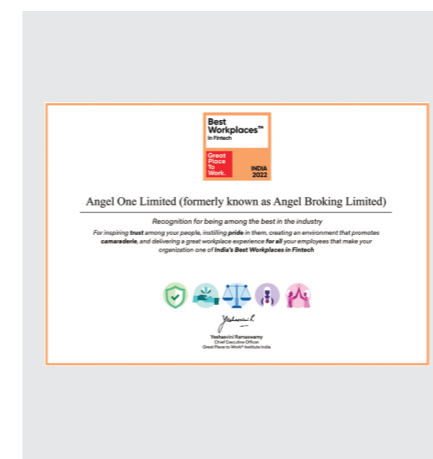 Best
Workplaces™
in Fintech
Great
Place
To
Work.
INDIA
2022
Angel One Limited (formerly known as Angel Broking Limited)
Recognition for being among the best in the industry
For inspiring trust among your people, instilling pride in them, creating an environment that promotes
camaraderie, and delivering a great workplace experience for all your employees that make your
organization one of India's Best Workplaces in Fintech
Yeshasvini Ramaswamy
Chief Executive Officer
Great Place to Work® Institute India